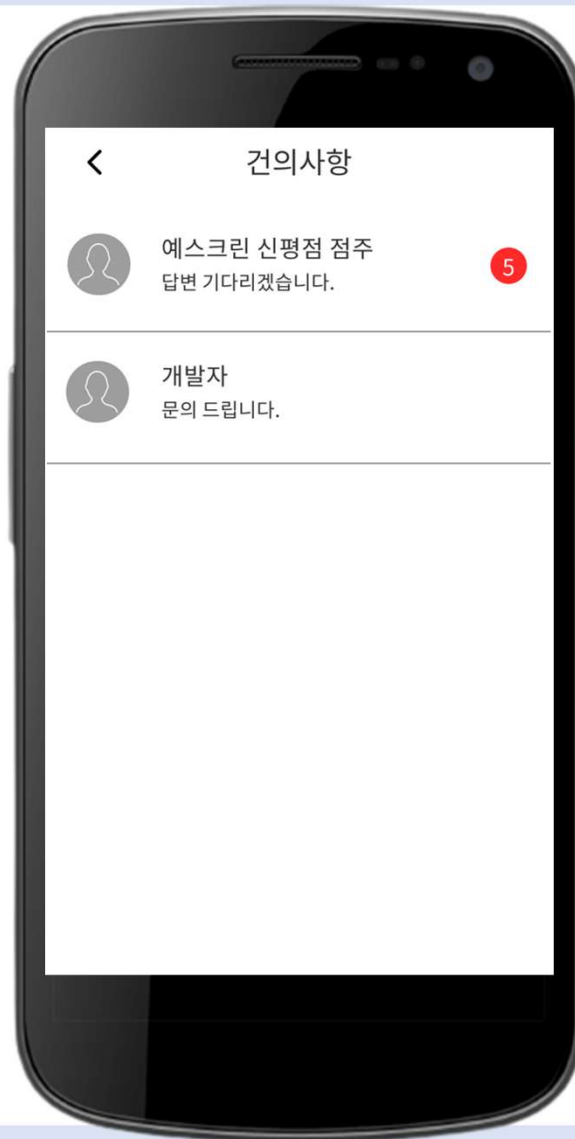 건의사항
예스크린 신평점 점주
답변 기다리겠습니다.
5
개발자
문의 드립니다.